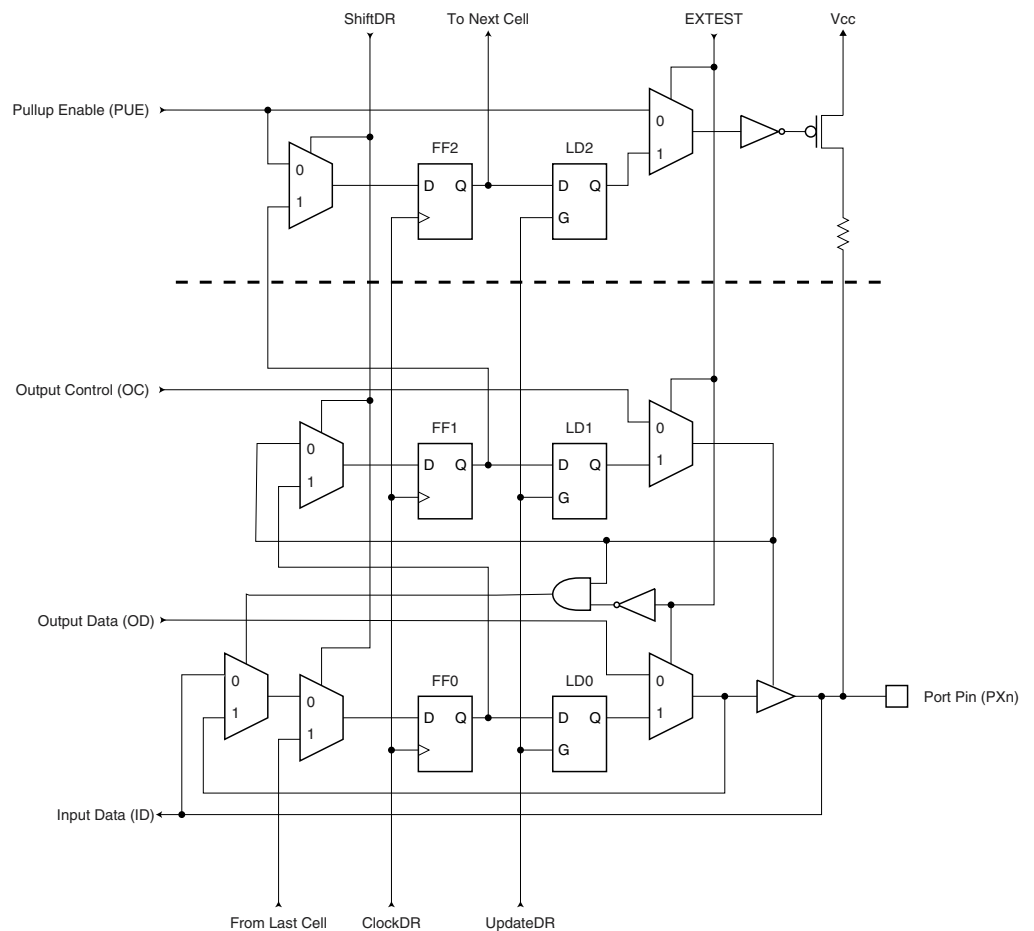 ShiftDR
To Next Cell
EXTEST
Vcc
Pullup Enable (PUE)
0
1
FF2
D Q
LD2
D Q
G
0
1
Output Control (OC)
0
1
FF1
D Q
LD1
D Q
G
0
1
Output Data (OD)
0
1
0
1
FF0
D Q
LD0
D Q
G
0
1
Port Pin (PXn)
Input Data (ID)
From Last Cell
ClockDR
UpdateDR